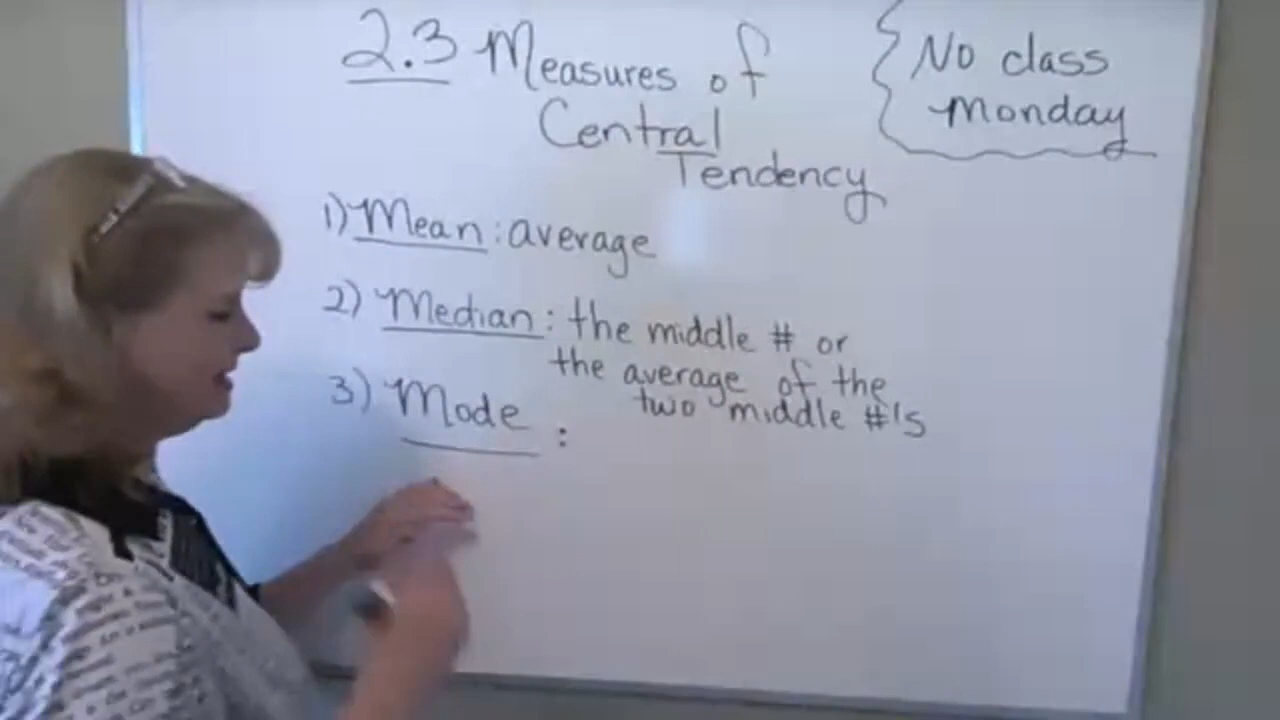 2.3 Measures of
Central
Tendency
No class
Monday
1) Mean: average
2) Median: the middle # or
the average of the
two middle #'s
3) Mode: